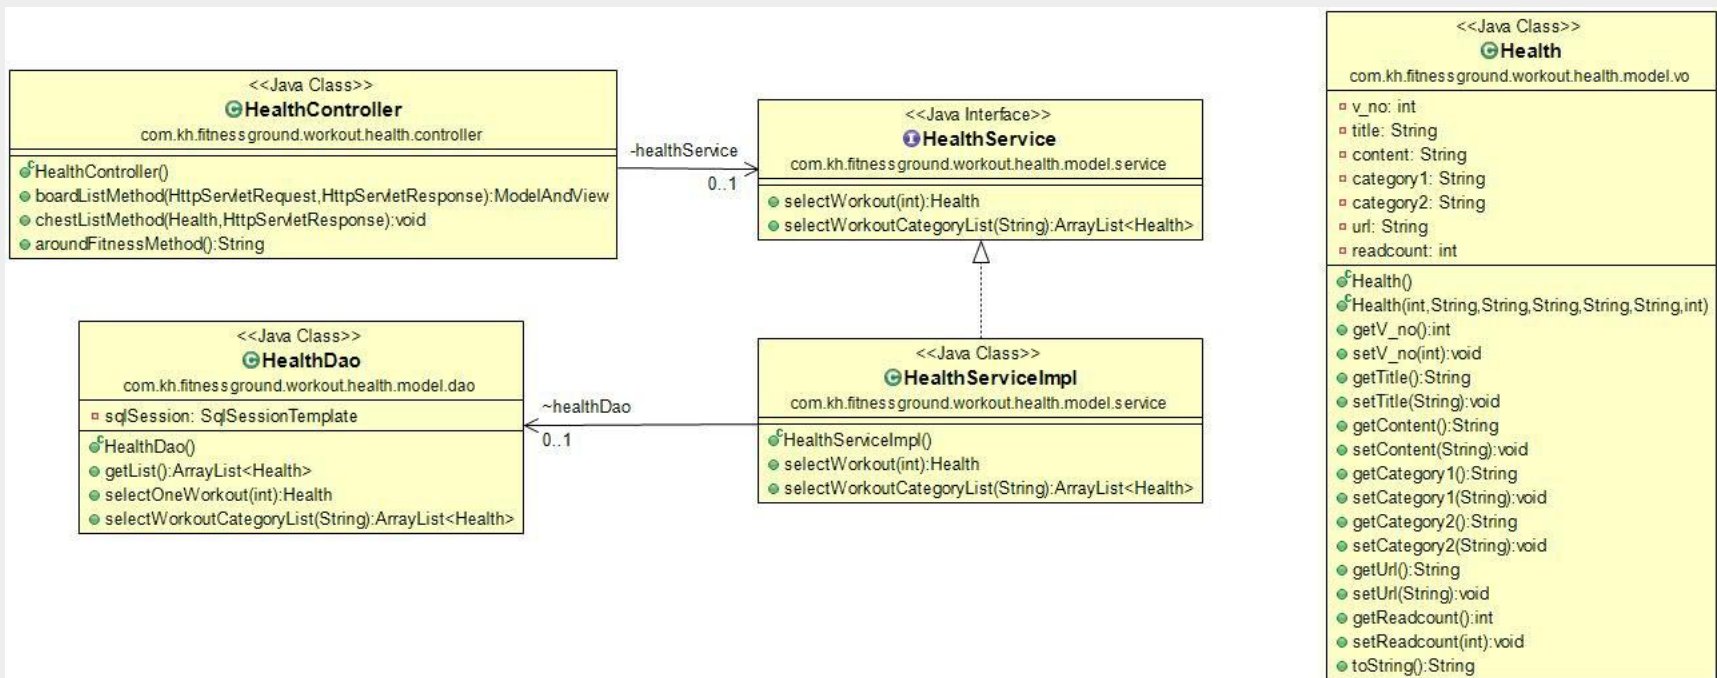 <<Java Class>>
HealthController
com.kh.fitnessground.workout.health.controller
HealthController()
boardListMethod(HttpServletRequest,HttpServletResponse):ModelAndView
chestListMethod(Health,HttpServletResponse):void
aroundFitnessMethod():String
-healthService
0..1
<<Java Interface>>
HealthService
com.kh.fitnessground.workout.health.model.service
selectWorkout(int):Health
selectWorkoutCategoryList(String):ArrayList<Health>
<<Java Class>>
HealthDao
com.kh.fitnessground.workout.health.model.dao
sqlSession: SqlSessionTemplate
HealthDao()
getList():ArrayList<Health>
selectOneWorkout(int):Health
selectWorkoutCategoryList(String):ArrayList<Health>
~healthDao
0..1
<<Java Class>>
HealthServiceImpl
com.kh.fitnessground.workout.health.model.service
HealthServiceImpl()
selectWorkout(int):Health
selectWorkoutCategoryList(String):ArrayList<Health>
<<Java Class>>
Health
com.kh.fitnessground.workout.health.model.vo
v_no: int
title: String
content: String
category1: String
category2: String
url: String
readcount: int
Health()
Health(int,String,String,String,String,String,int)
getV_no():int
setV_no(int):void
getTitle():String
setTitle(String):void
getContent():String
setContent(String):void
getCategory1():String
setCategory1(String):void
getCategory2():String
setCategory2(String):void
getUrl():String
setUrl(String):void
getReadcount():int
setReadcount(int):void
toString():String